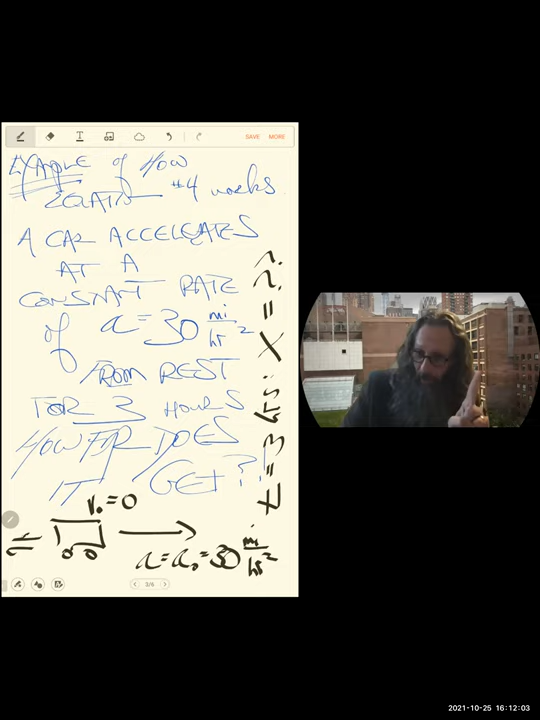 SAVE MORE
EXAMPLE of HOW
EQUATION #4 works
A CAR ACCELERATES
AT A
CONSTANT RATE
of a = 30 mi/hr²
FROM REST
FOR 3 HOURS
HOW FAR DOES
IT GET?
t = 3 hrs: X = ??
V₀ = 0
a = a₀ = 30 mi/hr²
3/6
2021-10-25 16:12:03